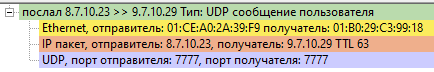 послал 8.7.10.23 >> 9.7.10.29 Тип: UDP сообщение пользователя
Ethernet, отправитель: 01:CE:A0:2A:39:F9 получатель: 01:B0:29:C3:99:18
IP пакет, отправитель: 8.7.10.23, получатель: 9.7.10.29 TTL 63
UDP, порт отправителя: 7777, порт получателя: 7777